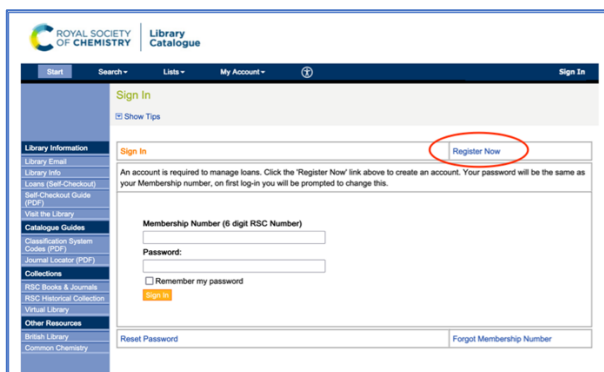 ROYAL SOCIETY
OF CHEMISTRY
Library
Catalogue
Start
Search
Lists
My Account
Sign In
Sign In
Show Tips
Library Information
Library Email
Library Info
Loans (Self-Checkout)
Self-Checkout Guide
(PDF)
Visit the Library
Catalogue Guides
Classification System
Codes (PDF)
Journal Locator (PDF)
Collections
RSC Books & Journals
RSC Historical Collection
Virtual Library
Other Resources
British Library
Common Chemistry
Sign In
Register Now
An account is required to manage loans. Click the 'Register Now' link above to create an account. Your password will be the same as
your Membership number, on first log-in you will be prompted to change this.
Membership Number (6 digit RSC Number)
Password:
Remember my password
Sign In
Reset Password
Forgot Membership Number